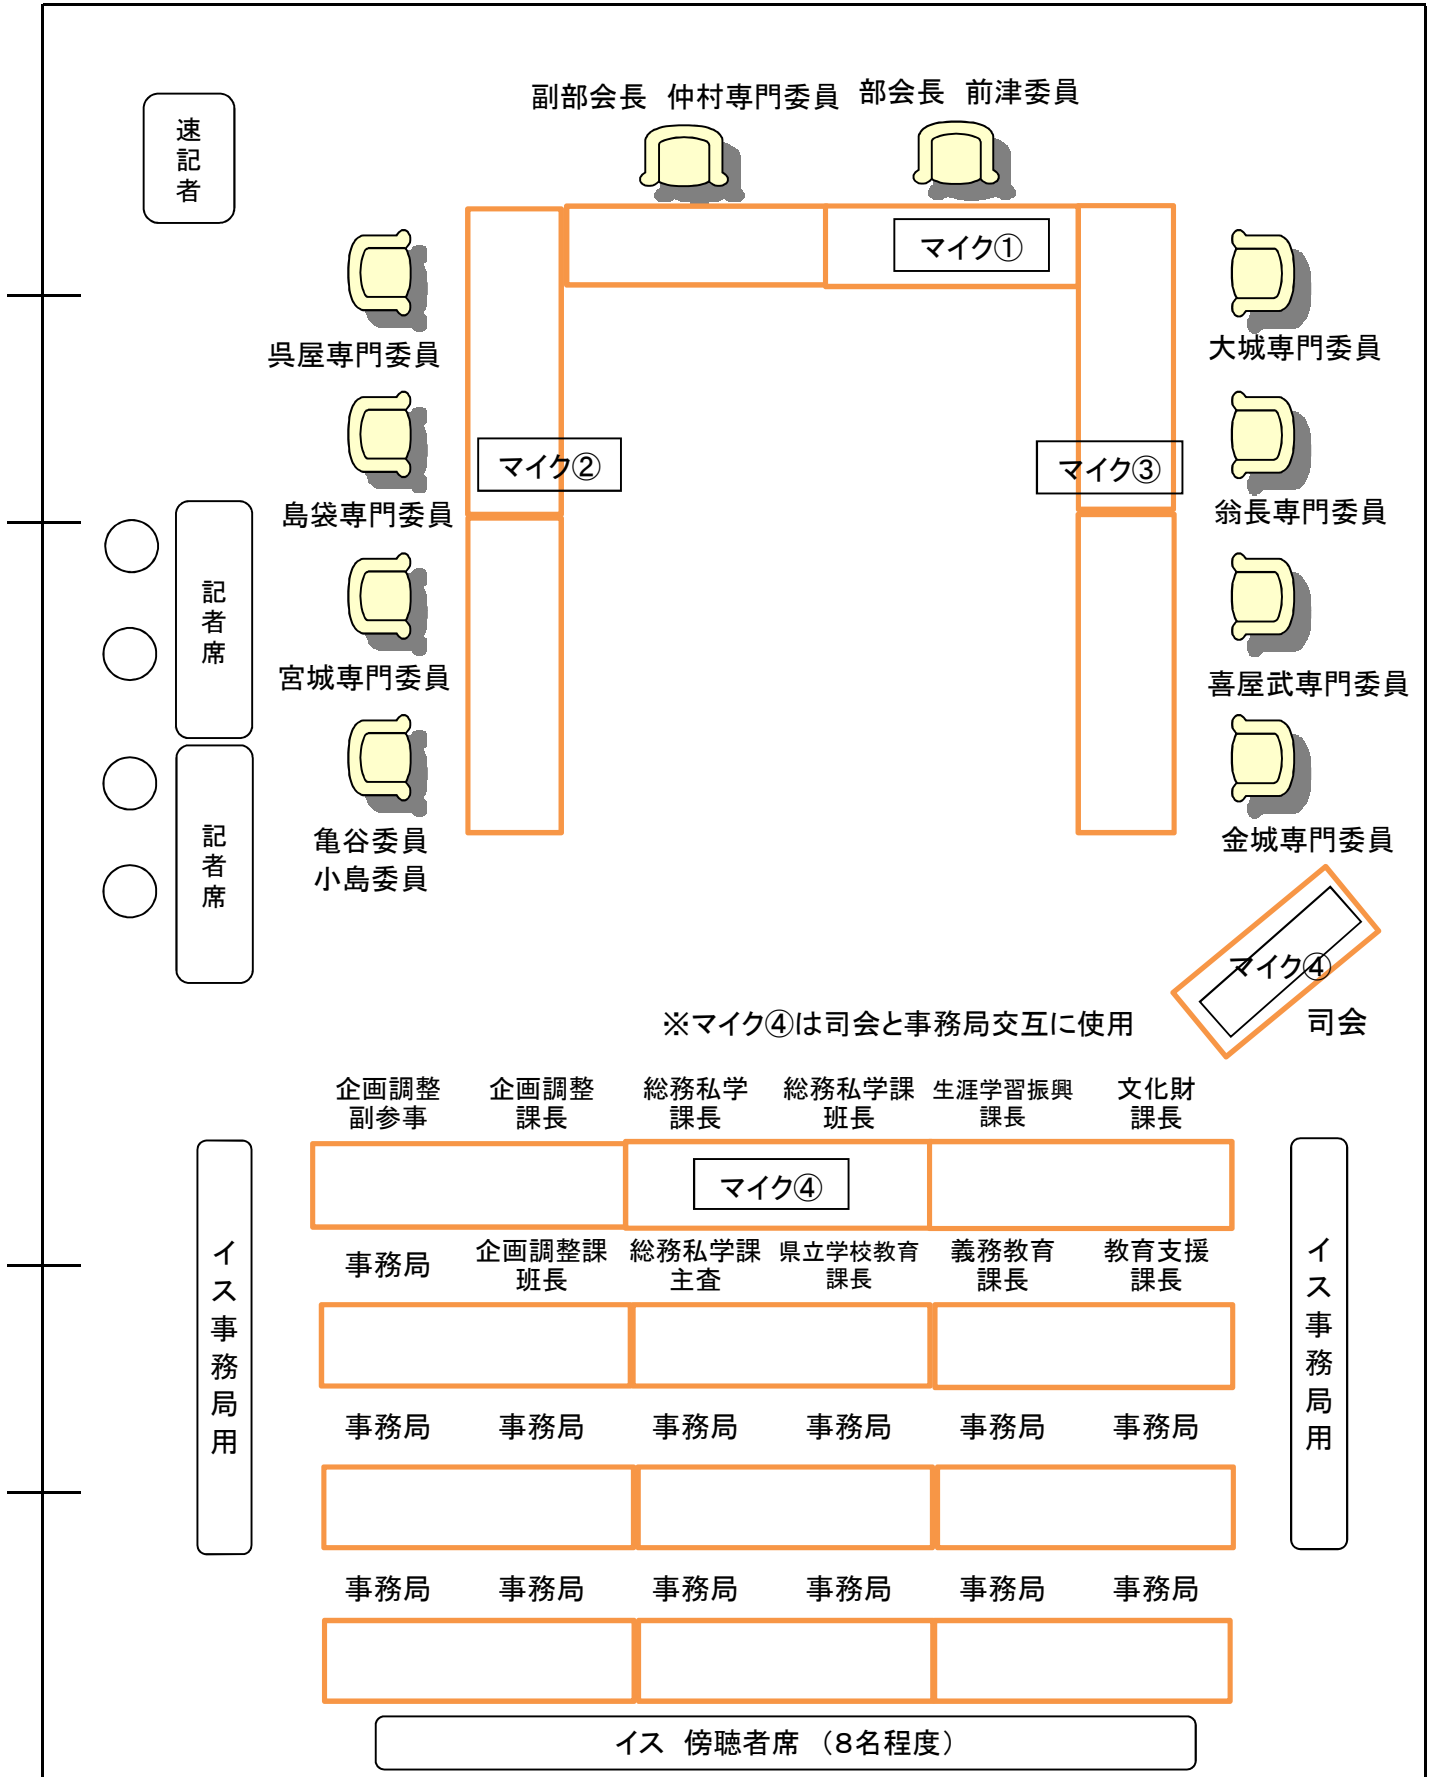 副部会長　仲村専門委員
部会長　前津委員
速記者
マイク①
呉屋専門委員
大城専門委員
マイク②
マイク③
島袋専門委員
翁長専門委員
記者席
宮城専門委員
喜屋武専門委員
記者席
亀谷委員
小島委員
金城専門委員
マイク④
司会
※マイク④は司会と事務局交互に使用
企画調整
副参事
企画調整
課長
総務私学
課長
総務私学課
班長
生涯学習振興
課長
文化財
課長
マイク④
イス事務局用
イス事務局用
事務局
企画調整課
班長
総務私学課
主査
県立学校教育
課長
義務教育
課長
教育支援
課長
事務局　事務局　事務局　事務局　事務局　事務局
事務局　事務局　事務局　事務局　事務局　事務局
イス　傍聴者席　（８名程度）